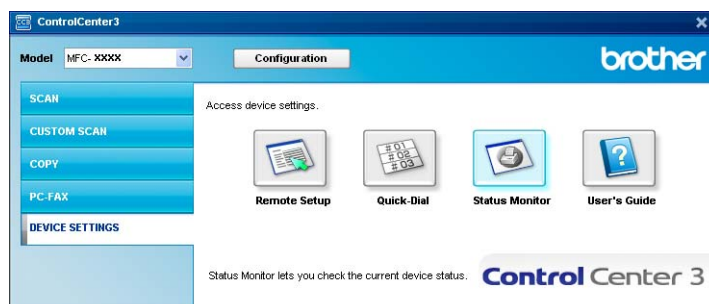 CC3 ControlCenter3
Model MFC- XXXX Configuration
brother
SCAN
CUSTOM SCAN
COPY
PC-FAX
DEVICE SETTINGS
Access device settings.
#01
#02
#03
Remote Setup Quick-Dial Status Monitor User's Guide
Status Monitor lets you check the current device status.
Control Center 3